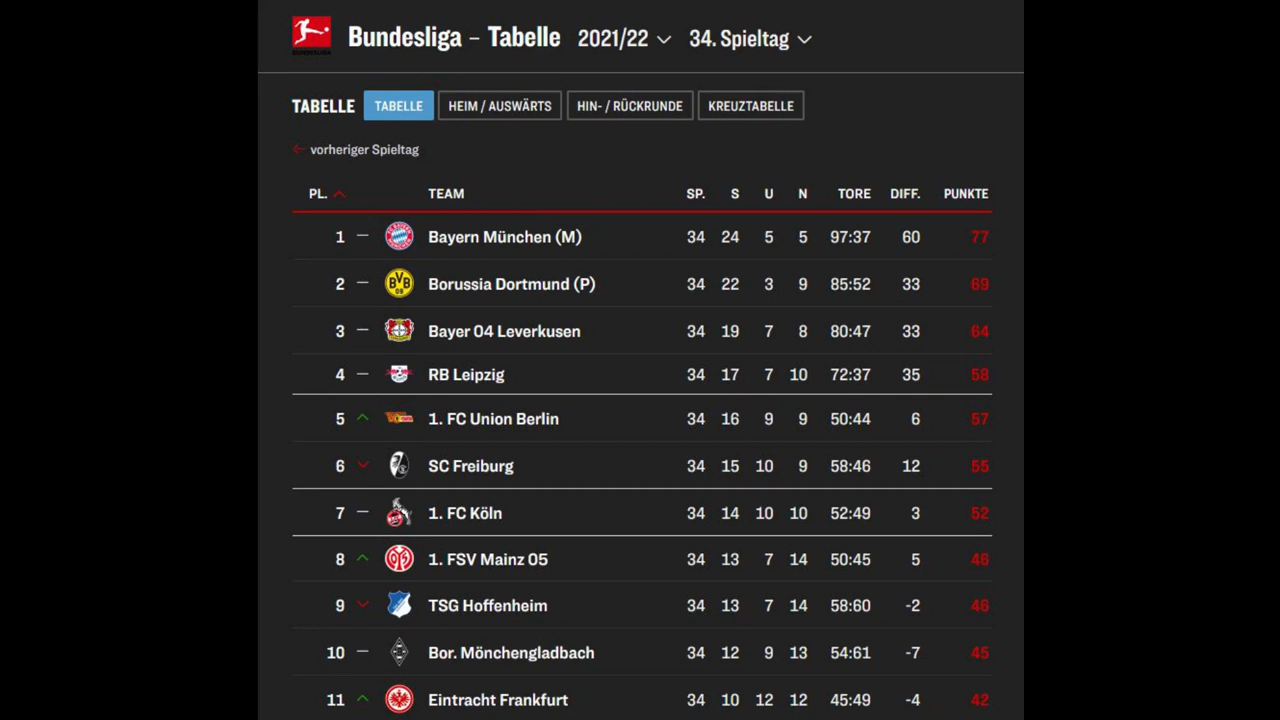 Bundesliga – Tabelle 2021/22 34. Spieltag
TABELLE TABELLE HEIM / AUSWÄRTS HIN- / RÜCKRUNDE KREUZTABELLE
vorheriger Spieltag
PL. TEAM SP. S U N TORE DIFF. PUNKTE
1 Bayern München (M) 34 24 5 5 97:37 60 77
2 Borussia Dortmund (P) 34 22 3 9 85:52 33 69
3 Bayer 04 Leverkusen 34 19 7 8 80:47 33 64
4 RB Leipzig 34 17 7 10 72:37 35 58
5 1. FC Union Berlin 34 16 9 9 50:44 6 57
6 SC Freiburg 34 15 10 9 58:46 12 55
7 1. FC Köln 34 14 10 10 52:49 3 52
8 1. FSV Mainz 05 34 13 7 14 50:45 5 46
9 TSG Hoffenheim 34 13 7 14 58:60 -2 46
10 Bor. Mönchengladbach 34 12 9 13 54:61 -7 45
11 Eintracht Frankfurt 34 10 12 12 45:49 -4 42